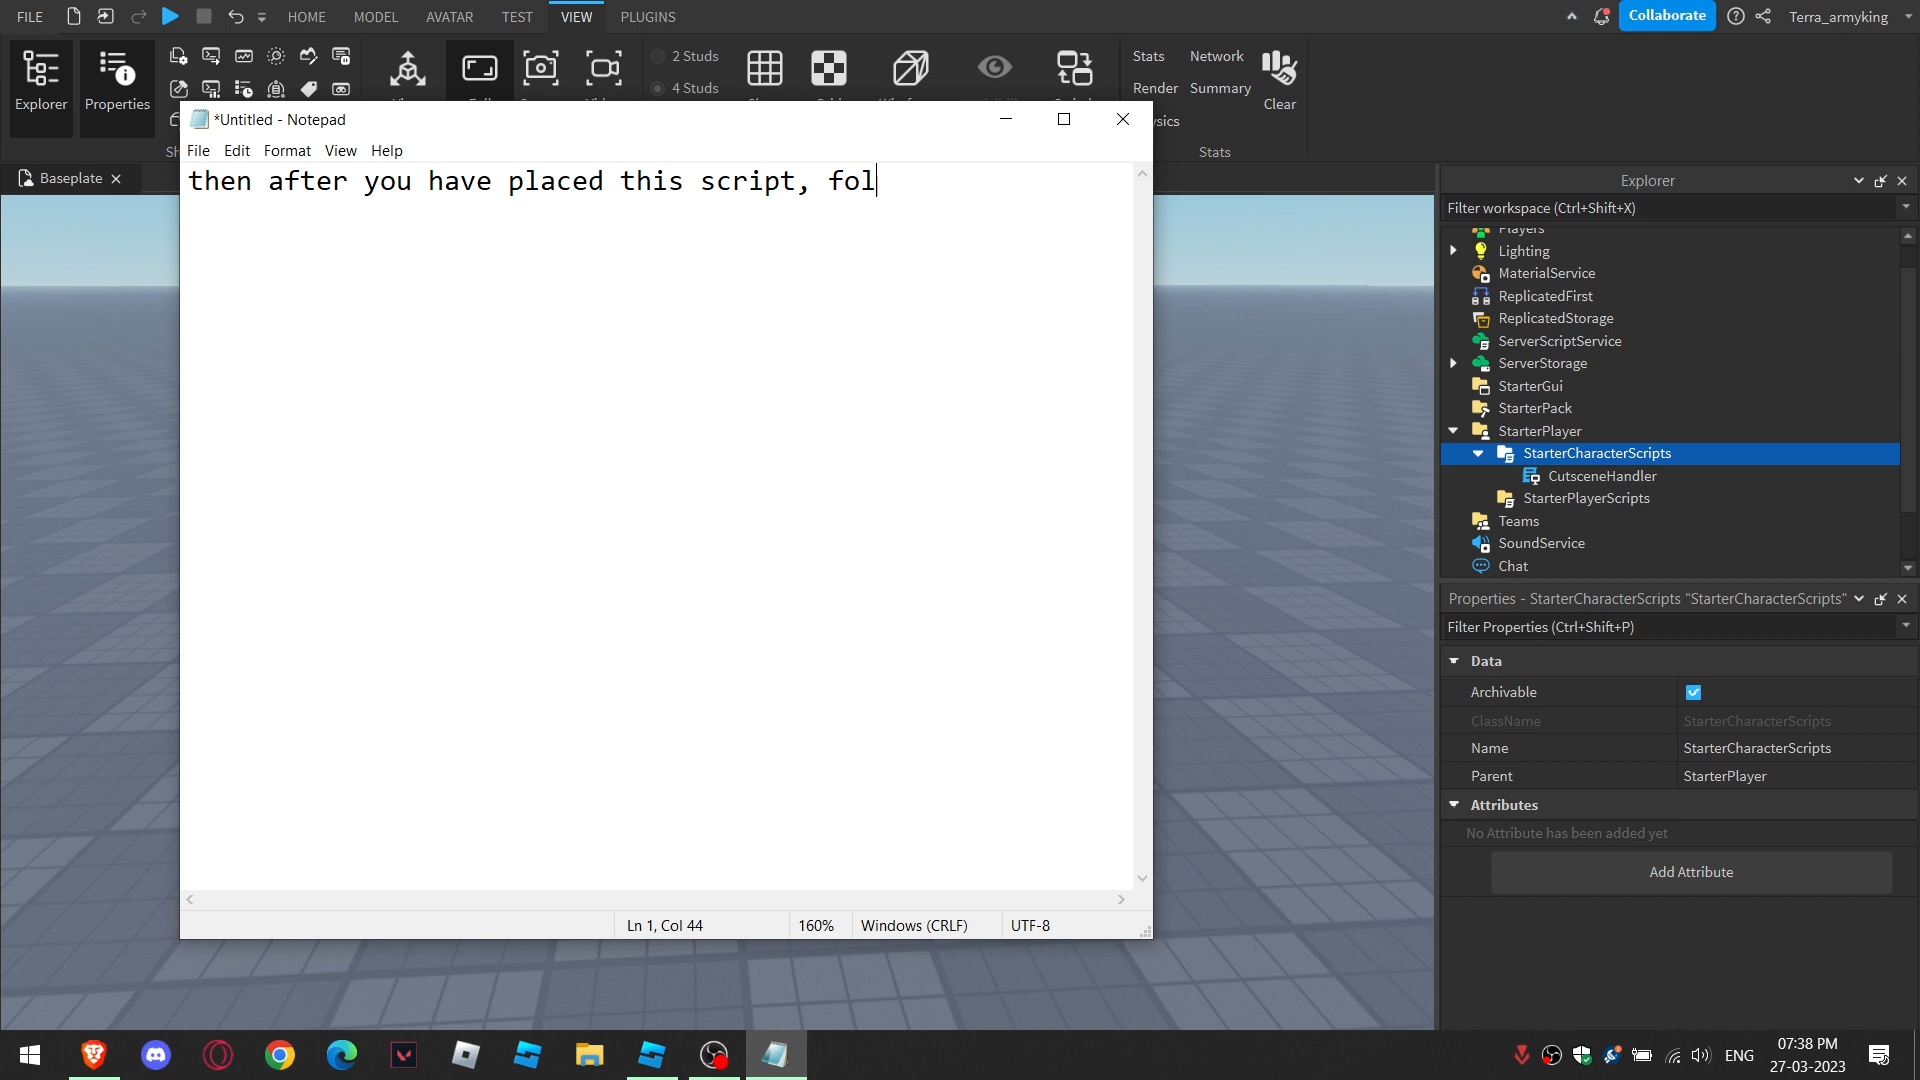 FILE HOME MODEL AVATAR TEST VIEW PLUGINS Collaborate Terra_armyking
2 Studs Stats Network
4 Studs Render Summary
Explorer Properties Clear
Stats
*Untitled - Notepad
File Edit Format View Help
then after you have placed this script, fol
Ln 1, Col 44 160% Windows (CRLF) UTF-8
Baseplate
Explorer
Filter workspace (Ctrl+Shift+X)
Players
Lighting
MaterialService
ReplicatedFirst
ReplicatedStorage
ServerScriptService
ServerStorage
StarterGui
StarterPack
StarterPlayer
StarterCharacterScripts
CutsceneHandler
StarterPlayerScripts
Teams
SoundService
Chat
Properties - StarterCharacterScripts "StarterCharacterScripts"
Filter Properties (Ctrl+Shift+P)
Data
Archivable
ClassName StarterCharacterScripts
Name StarterCharacterScripts
Parent StarterPlayer
Attributes
No Attribute has been added yet
Add Attribute
ENG
07:38 PM
27-03-2023